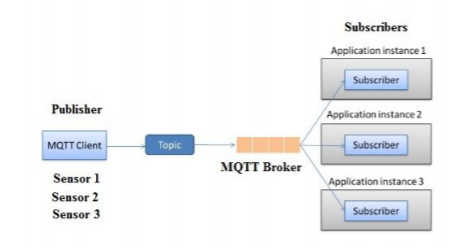 Subscribers
Application instance 1
Subscriber
Publisher
Application instance 2
MQTT Client
Topic
Subscriber
MQTT Broker
Sensor 1
Sensor 2
Sensor 3
Application instance 3
Subscriber